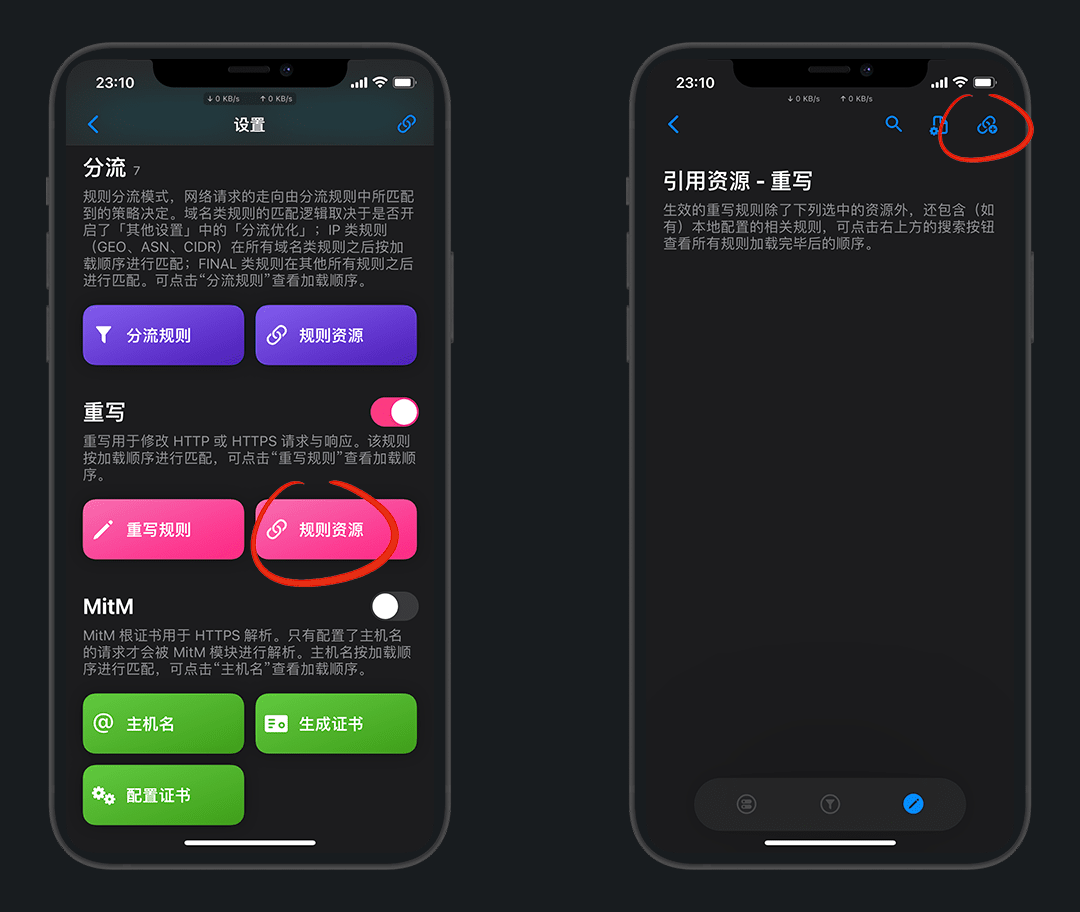 23:10
↓ 0 KB/s ↑ 0 KB/s
设置
分流 7
规则分流模式，网络请求的走向由分流规则中所匹配
到的策略决定。域名类规则的匹配逻辑取决于是否开
启了「其他设置」中的「分流优化」；IP 类规则
（GEO、ASN、CIDR）在所有域名类规则之后按加
载顺序进行匹配；FINAL 类规则在其他所有规则之后
进行匹配。可点击“分流规则”查看加载顺序。
分流规则
规则资源
重写
重写用于修改 HTTP 或 HTTPS 请求与响应。该规则
按加载顺序进行匹配，可点击“重写规则”查看加载顺
序。
重写规则
规则资源
MitM
MitM 根证书用于 HTTPS 解析。只有配置了主机名
的请求才会被 MitM 模块进行解析。主机名按加载顺
序进行匹配，可点击“主机名”查看加载顺序。
主机名
生成证书
配置证书
23:10
↓ 0 KB/s ↑ 0 KB/s
引用资源 - 重写
生效的重写规则除了下列选中的资源外，还包含（如
有）本地配置的相关规则，可点击右上方的搜索按钮
查看所有规则加载完毕后的顺序。